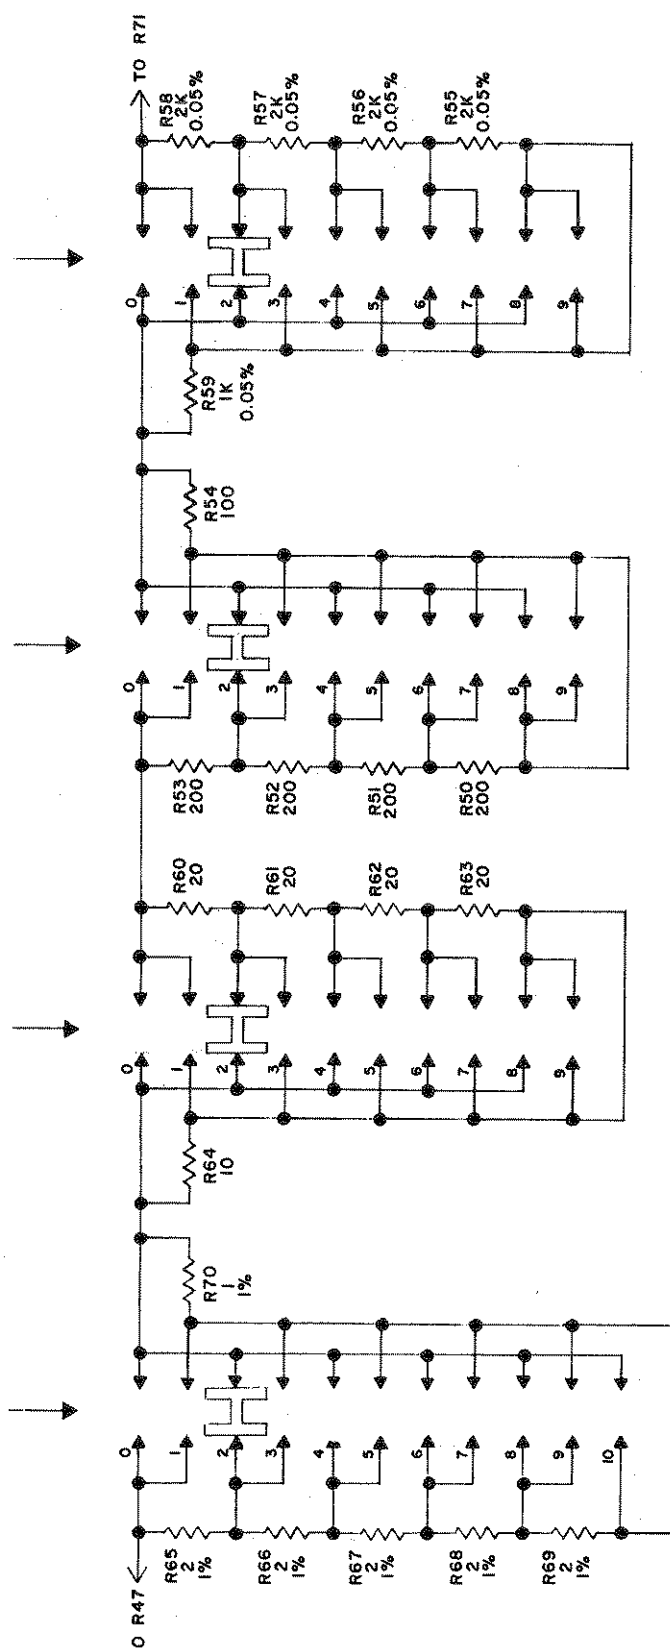 O R47
R65
2
1%
R66
2
1%
R67
2
1%
R68
2
1%
R69
2
1%
0
1
2
3
4
5
6
7
8
9
10
R70
1
1%
R64
10
0
1
2
3
4
5
6
7
8
9
R60
20
R61
20
R62
20
R63
20
R53
200
R52
200
R51
200
R50
200
0
1
2
3
4
5
6
7
8
9
R54
100
R59
1K
0.05%
0
1
2
3
4
5
6
7
8
9
R58
2K
0.05%
R57
2K
0.05%
R56
2K
0.05%
R55
2K
0.05%
TO R71